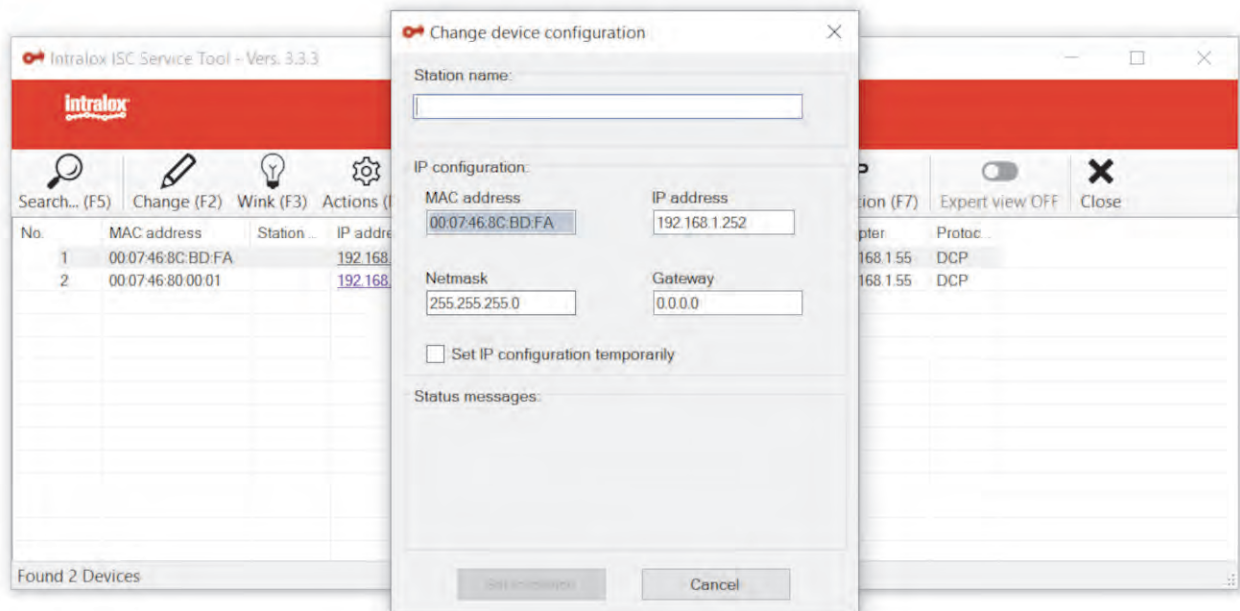 Intralox ISC Service Tool - Vers. 3.3.3
intralox
Search... (F5) Change (F2) Wink (F3) Actions (
ion (F7) Expert view OFF Close
No. MAC address Station ... IP addre
pter Protoc...
1 00:07:46:8C:BD:FA 192.168.
168.1.55 DCP
2 00:07:46:80:00:01 192.168.
168.1.55 DCP
Found 2 Devices
Change device configuration
Station name:
IP configuration:
MAC address IP address
00:07:46:8C:BD:FA 192.168.1.252
Netmask Gateway
255.255.255.0 0.0.0.0
Set IP configuration temporarily
Status messages:
Cancel